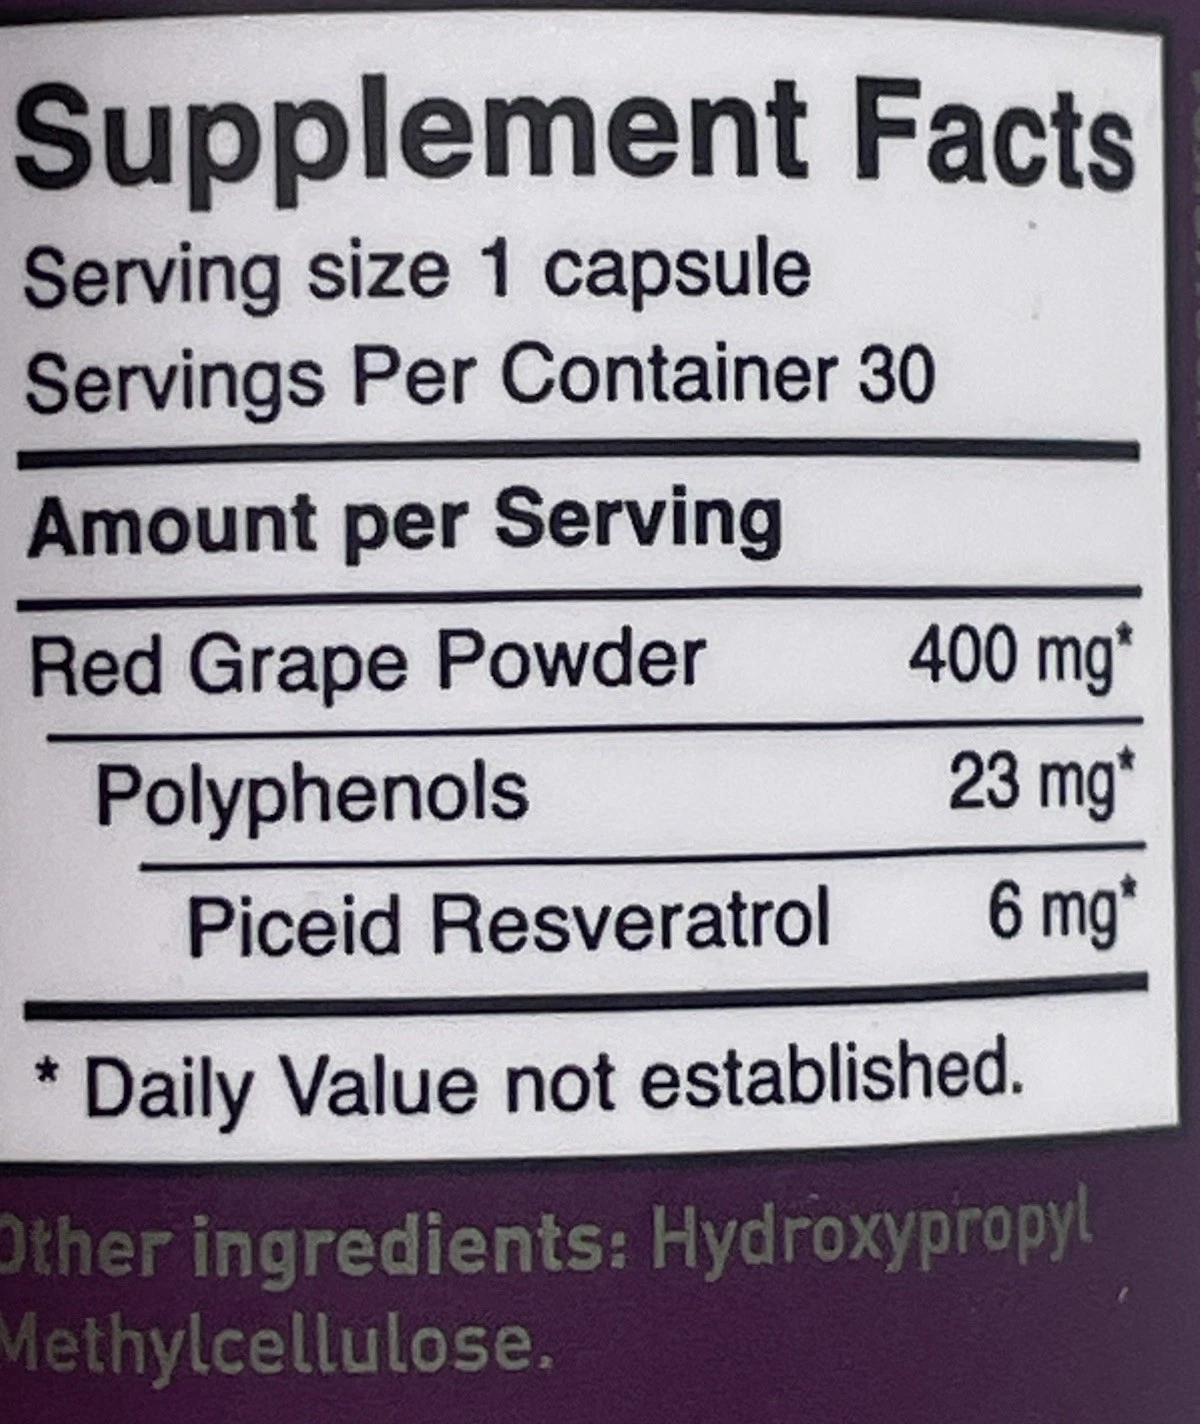 Supplement Facts
Serving size 1 capsule
Servings Per Container 30
Amount per Serving
Red Grape Powder 400 mg*
Polyphenols 23 mg*
Piceid Resveratrol 6 mg*
* Daily Value not established.
Other ingredients: Hydroxypropyl
Methylcellulose.